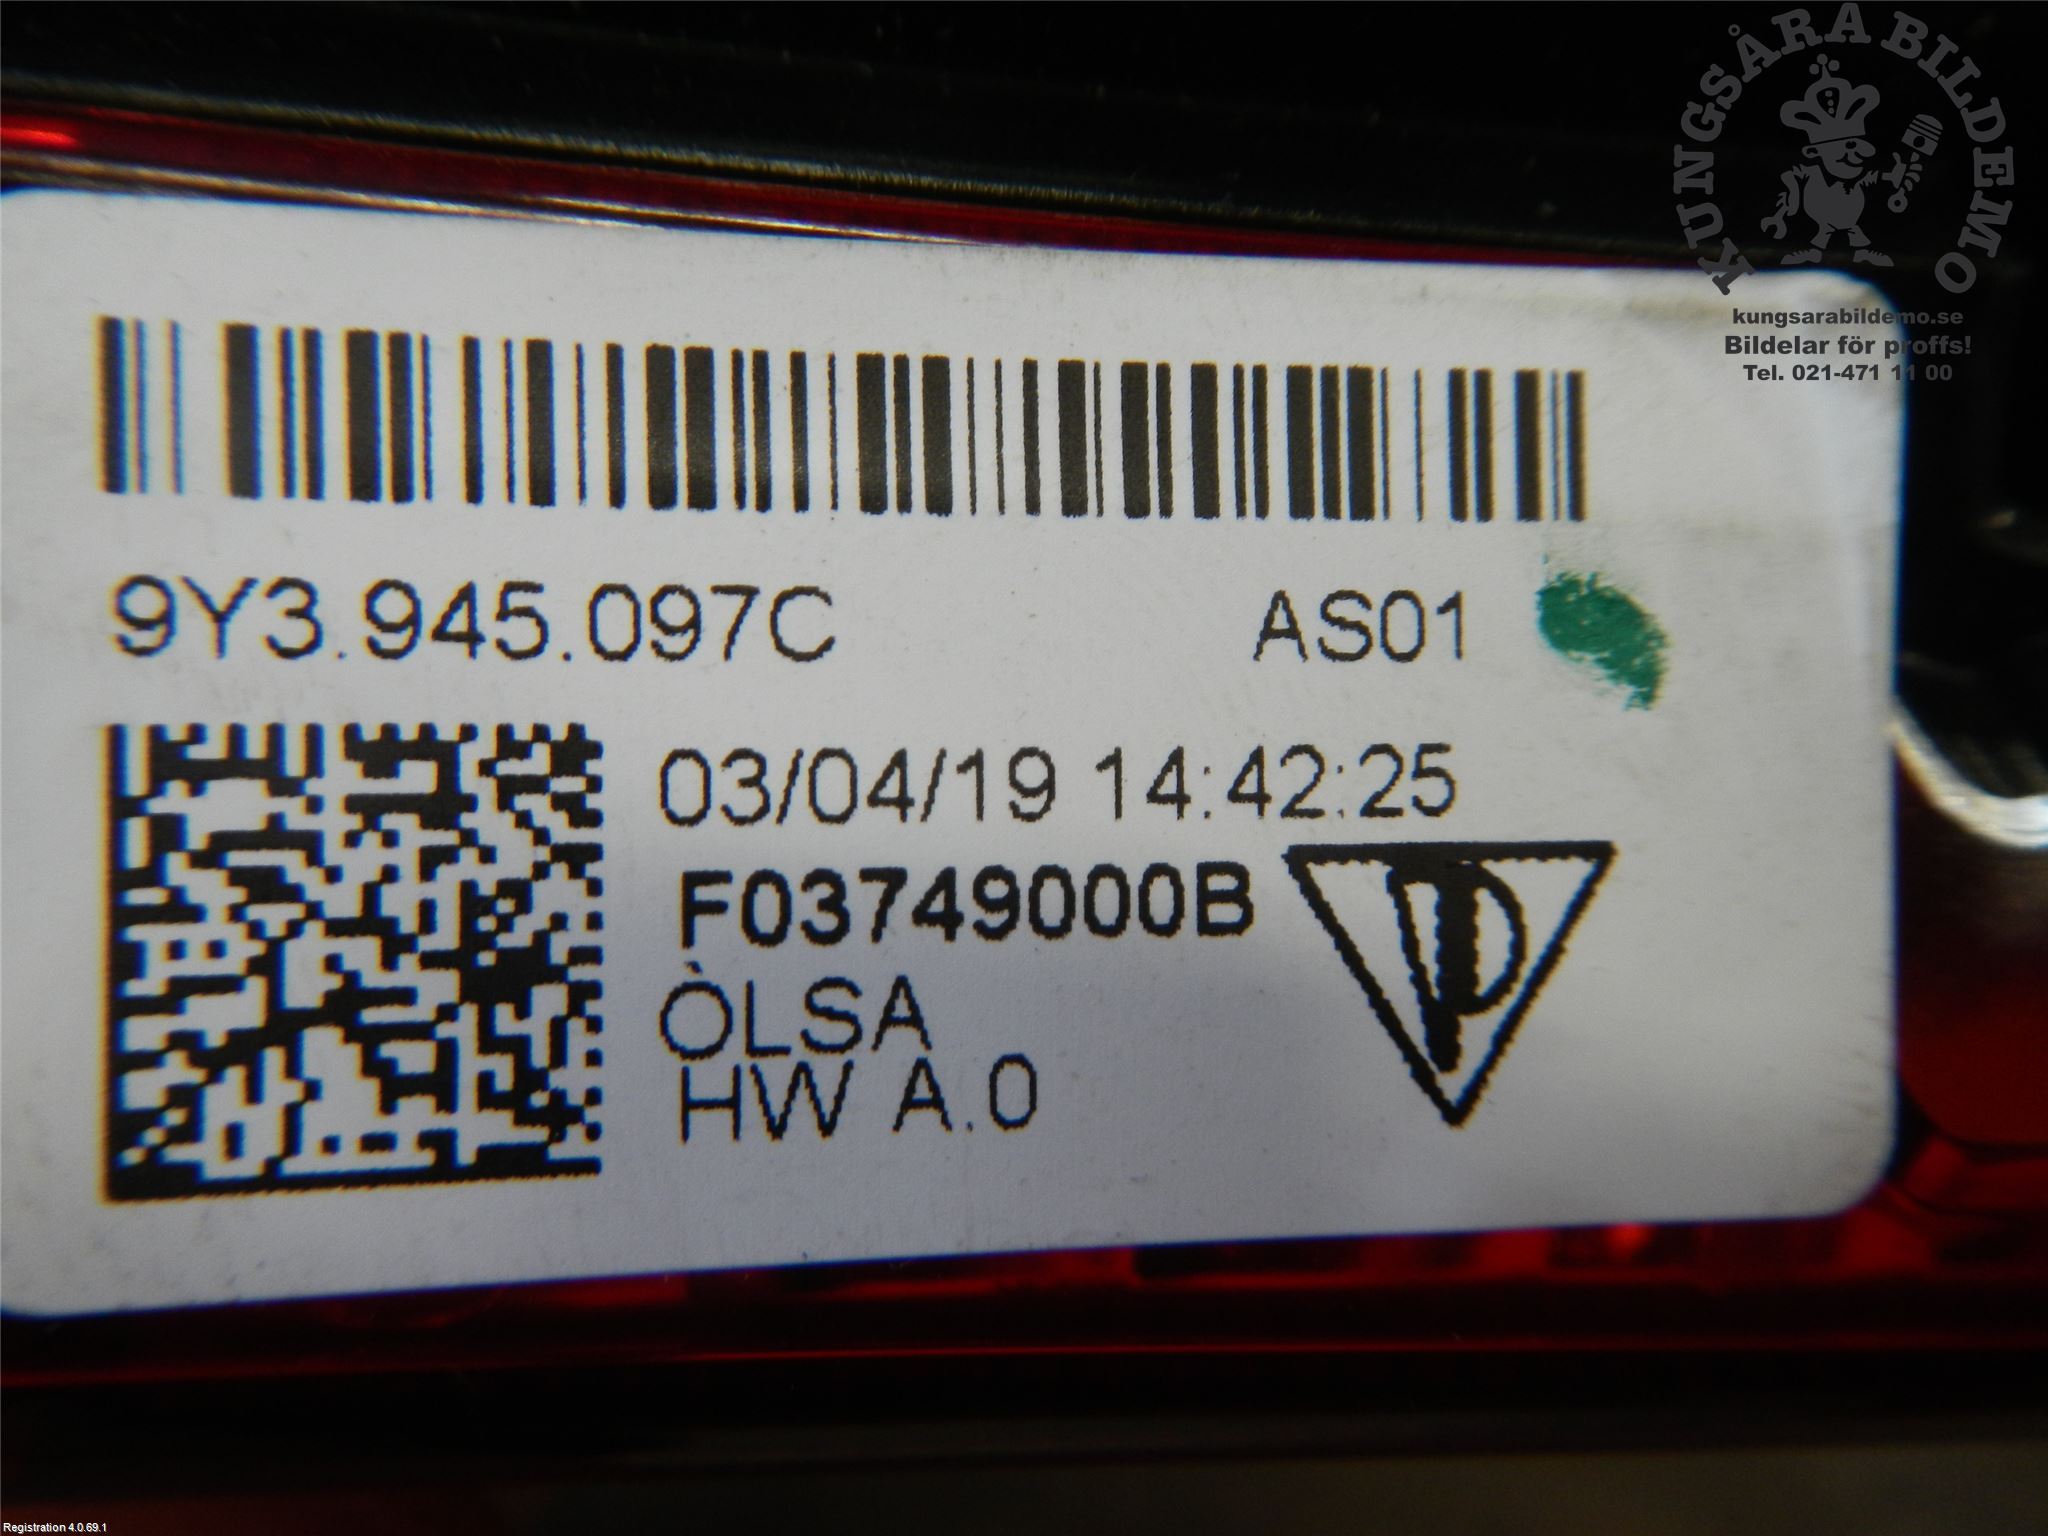 KUNGSÅRA BILDEMO
kungsarabildemo.se
Bildelar för proffs!
Tel. 021-471 11 00
9Y3.945.097C AS01
03/04/19 14:42:25
F03749000B
ÒLSA
HW A.0
Registration 4.0.69.1